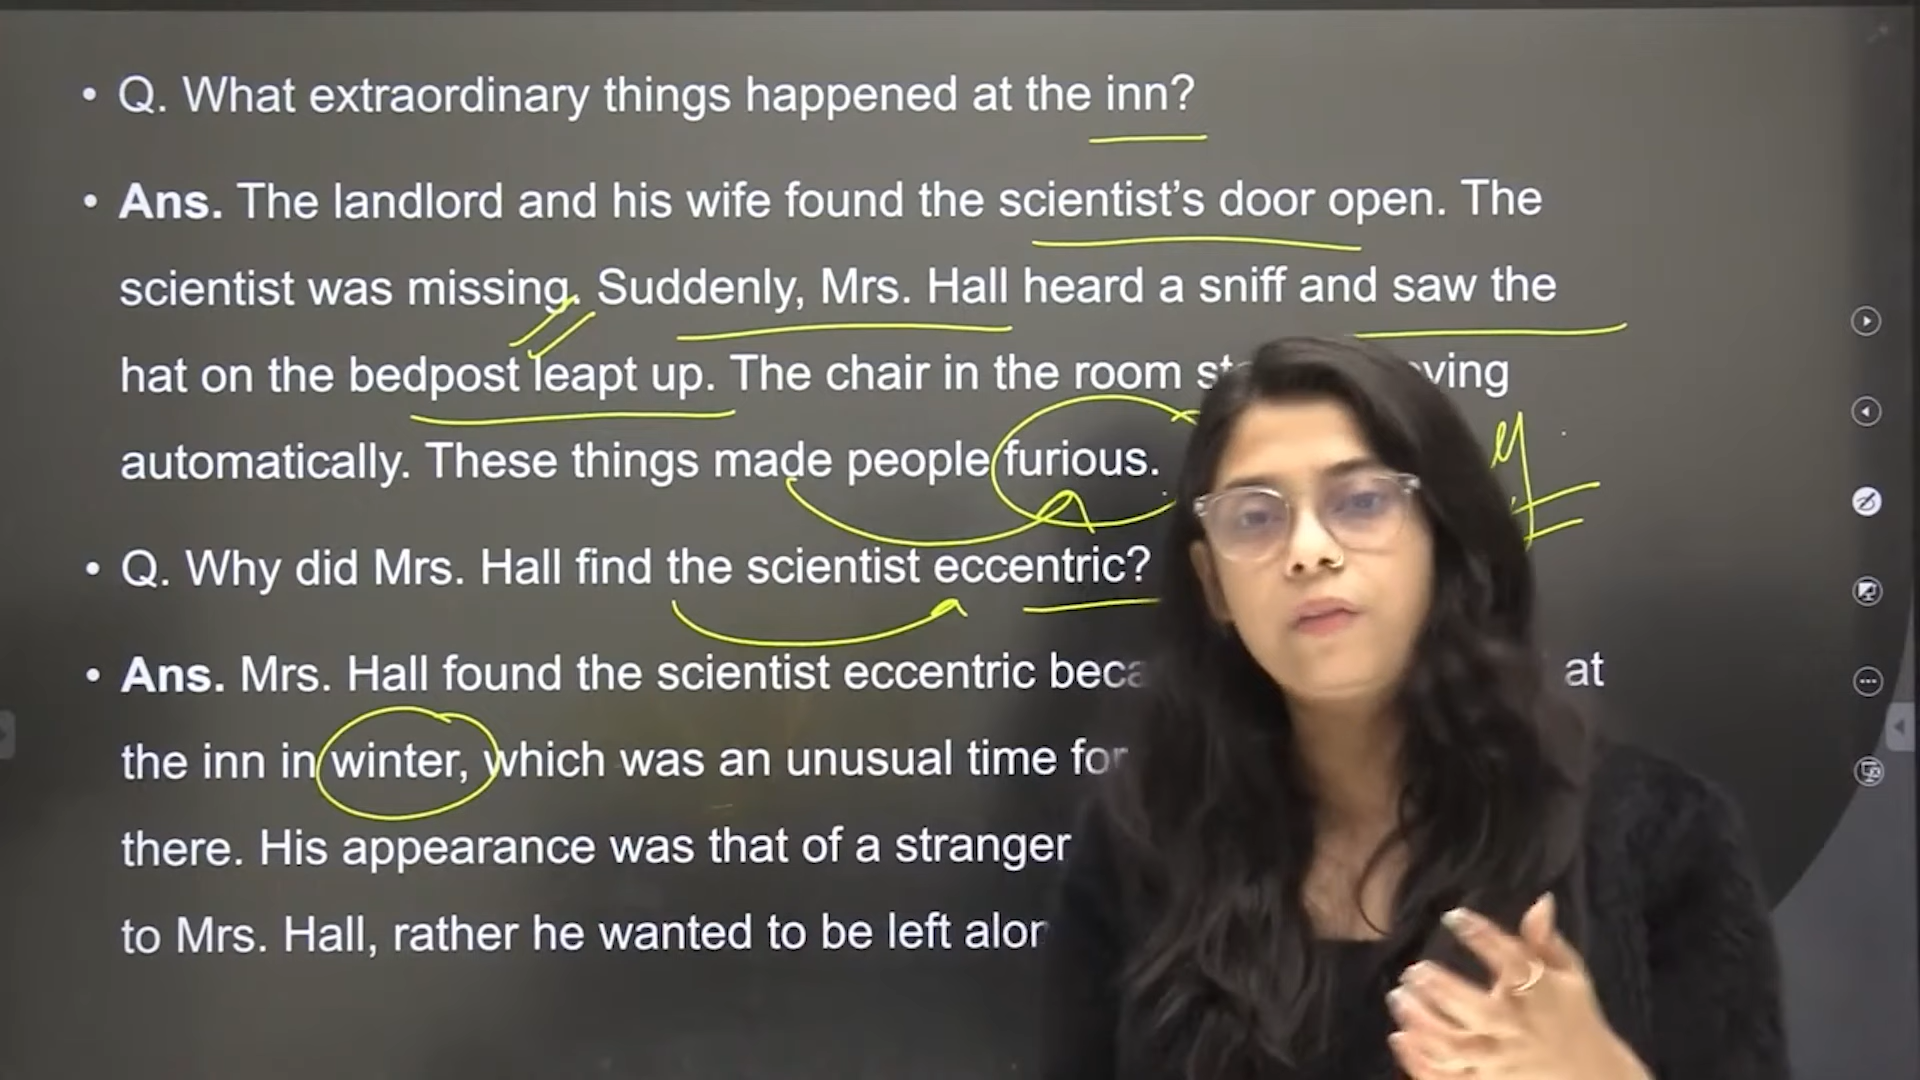 • Q. What extraordinary things happened at the inn?
• Ans. The landlord and his wife found the scientist’s door open. The
scientist was missing. Suddenly, Mrs. Hall heard a sniff and saw the
hat on the bedpost leapt up. The chair in the room
automatically. These things made people furious.
• Q. Why did Mrs. Hall find the scientist eccentric?
• Ans. Mrs. Hall found the scientist eccentric at
the inn in winter, which was an unusual time for
there. His appearance was that of a stranger
to Mrs. Hall, rather he wanted to be left